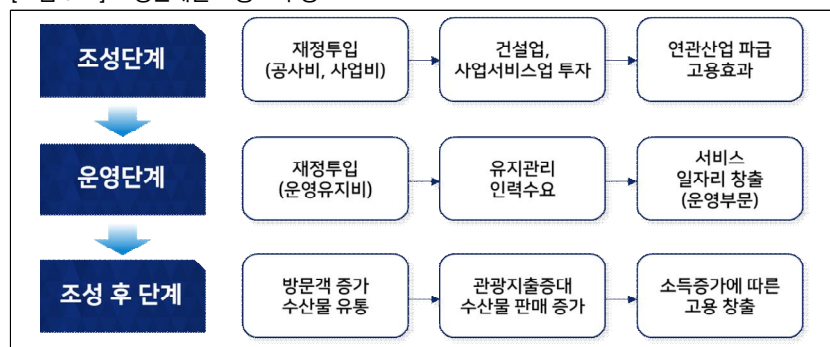 조성단계
재정투입
(공사비, 사업비)
건설업,
사업서비스업 투자
연관산업 파급
고용효과
운영단계
재정투입
(운영유지비)
유지관리
인력수요
서비스
일자리 창출
(운영부문)
조성 후 단계
방문객 증가
수산물 유통
관광지출증대
수산물 판매 증가
소득증가에 따른
고용 창출